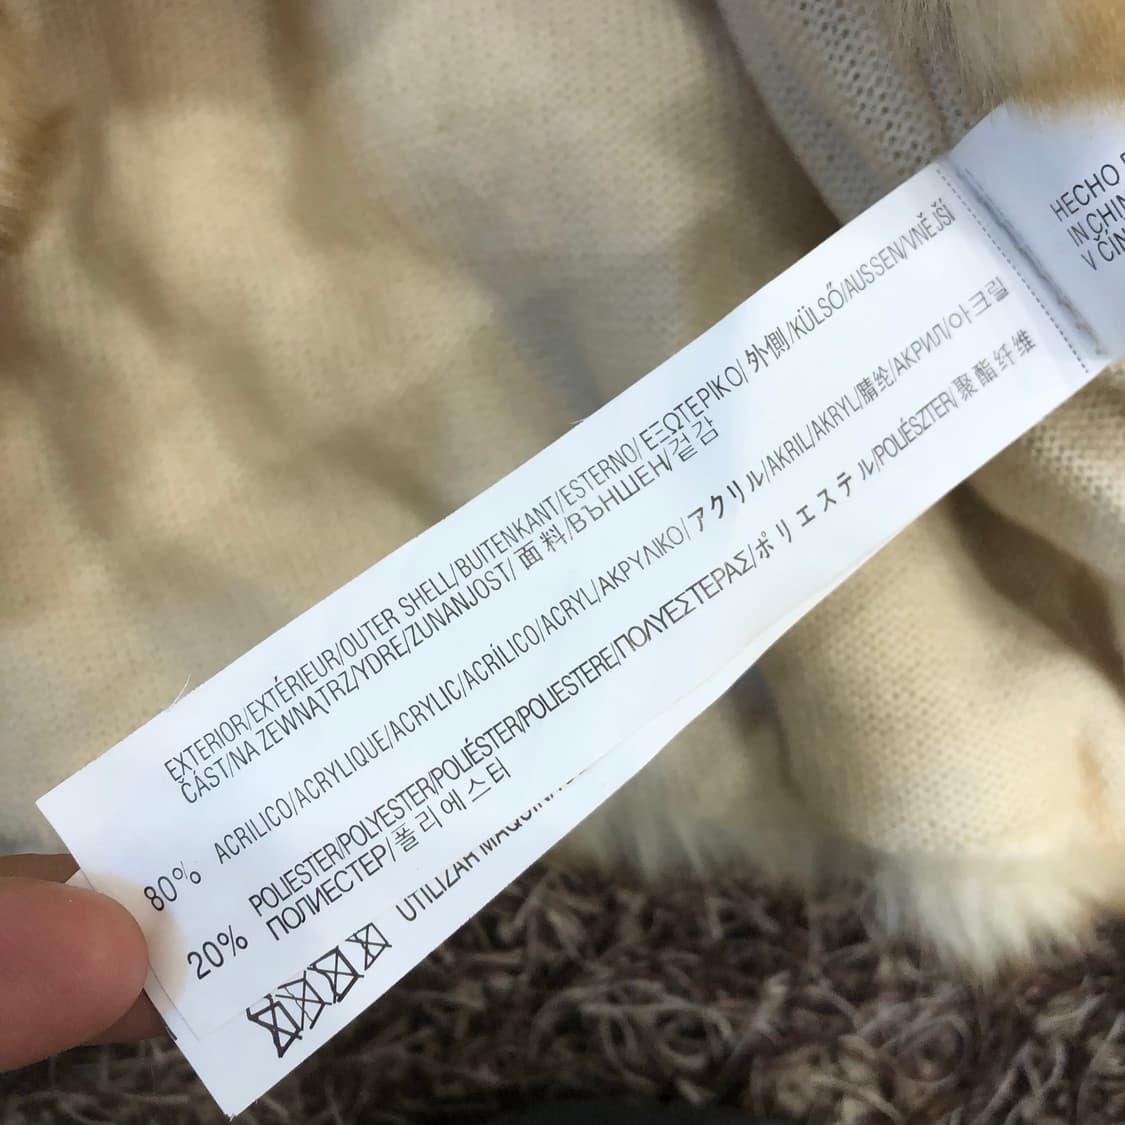 EXTERIOR/EXTÉRIEUR/OUTER SHELL/BUITENKANT/ESTERNO/ΕΞΩΤΕΡΙΚΟ/ 外側/KÜLSŐ/AUSSEN/VNĚJŠÍ
ČÁST/NA ZEWNĄTRZ/YDRE/ZUNANJOST/ 面料/ВЪНШЕН/겉감
80% ACRILICO/ACRYLIQUE/ACRYLIC/ACRÍLICO/ACRYL/ΑΚΡΥΛΙΚΟ/アクリル/AKRIL/AKRYL/腈纶/АКРИЛ/아크릴
20% POLIESTER/POLYESTER/POLIÉSTER/POLIESTERE/ΠΟΛΥΕΣΤΕΡΑΣ/ポリエステル/POLIÉSZTER/聚酯纤维
ПОЛИЕСТЕР/폴리에스터
UTILIZAR
HECHO
IN CHIN
V ČÍN